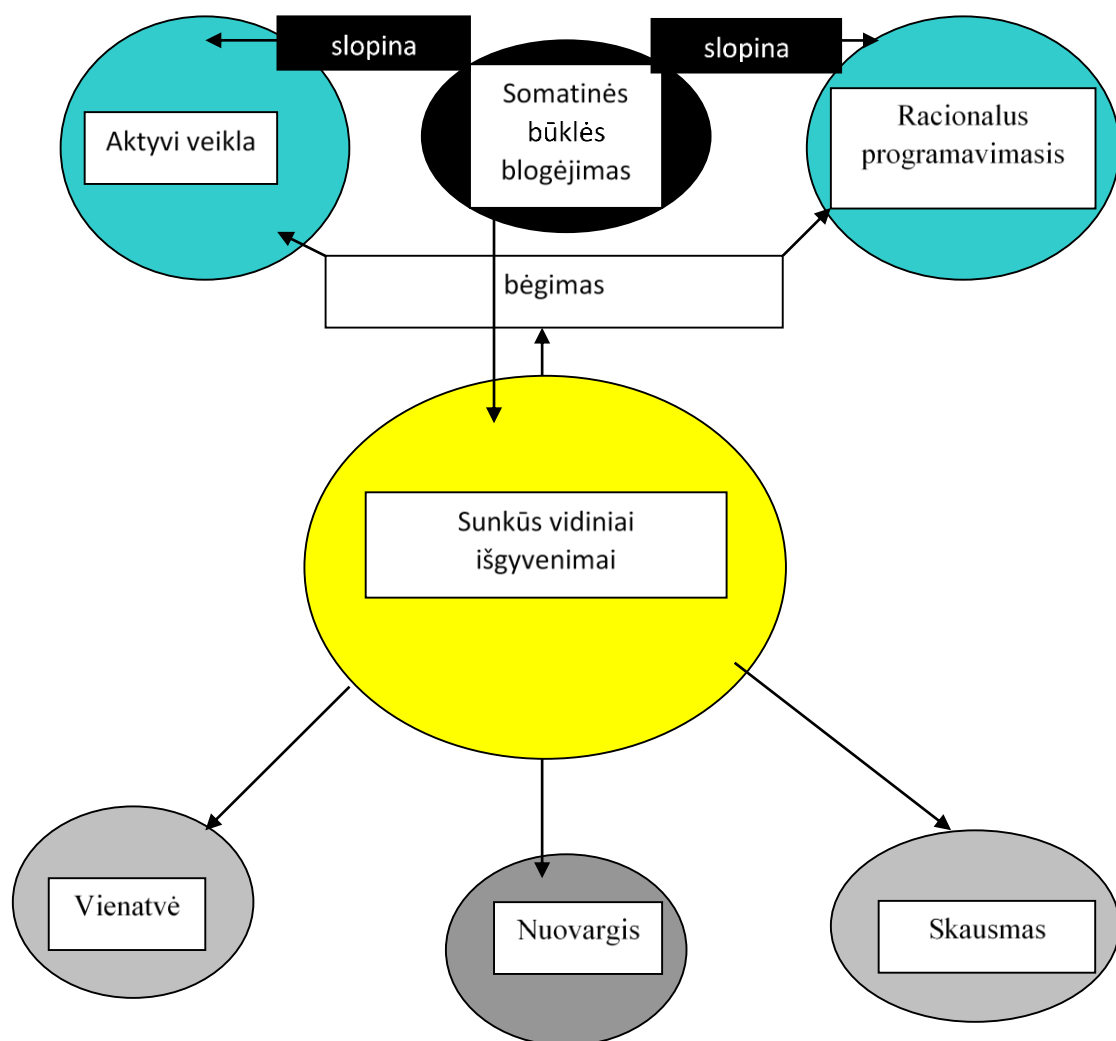 slopina
slopina
Aktyvi veikla
Somatinės
būklės
blogėjimas
Racionalus
programavimasis
bėgimas
Sunkūs vidiniai
išgyvenimai
Vienatvė
Nuovargis
Skausmas